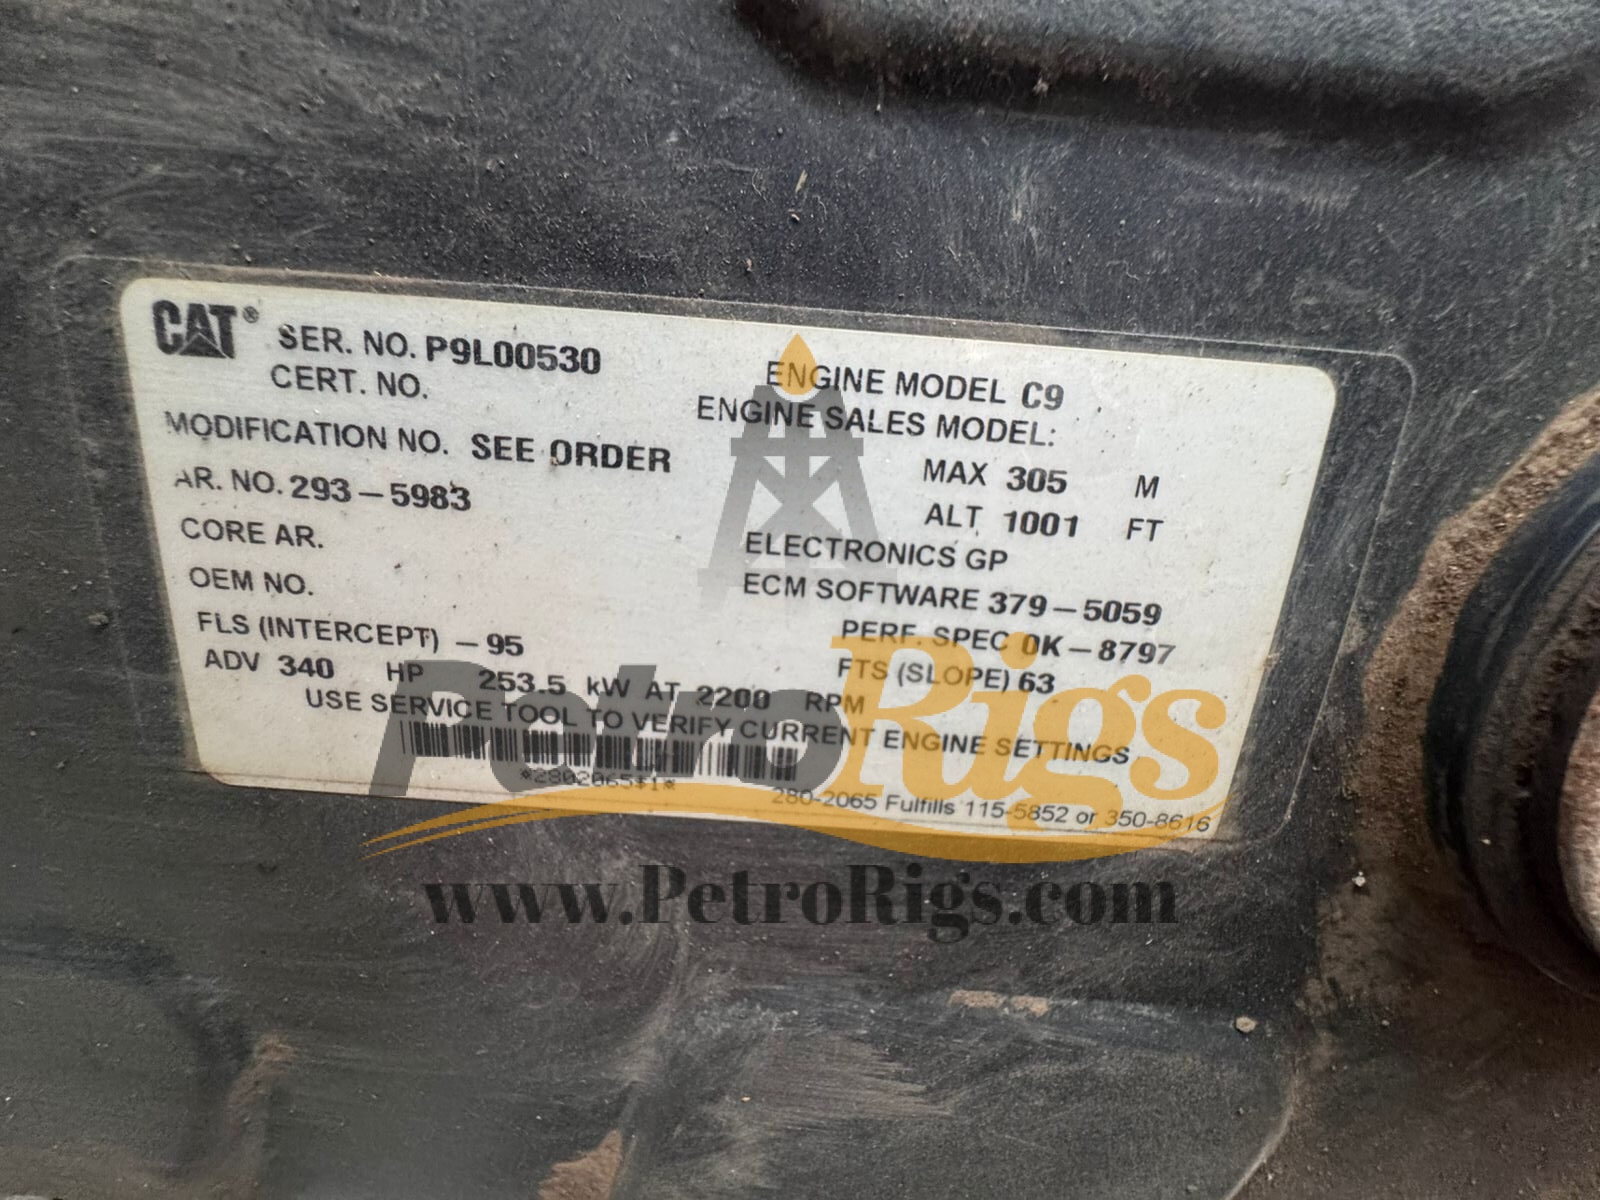 CAT® SER. NO. P9L00530
CERT. NO.
ENGINE MODEL C9
ENGINE SALES MODEL:
MODIFICATION NO. SEE ORDER
MAX 305 M
AR. NO. 293-5983
ALT 1001 FT
CORE AR.
ELECTRONICS GP
OEM NO.
ECM SOFTWARE 379-5059
FLS (INTERCEPT) -95
PERF. SPEC 0K-8797
FTS (SLOPE) 63
ADV 340 HP 253.5 kW AT 2200 RPM
USE SERVICE TOOL TO VERIFY CURRENT ENGINE SETTINGS
*2802065$1*
280-2065 Fulfills 115-5852 or 350-8616
PetroRigs
www.PetroRigs.com